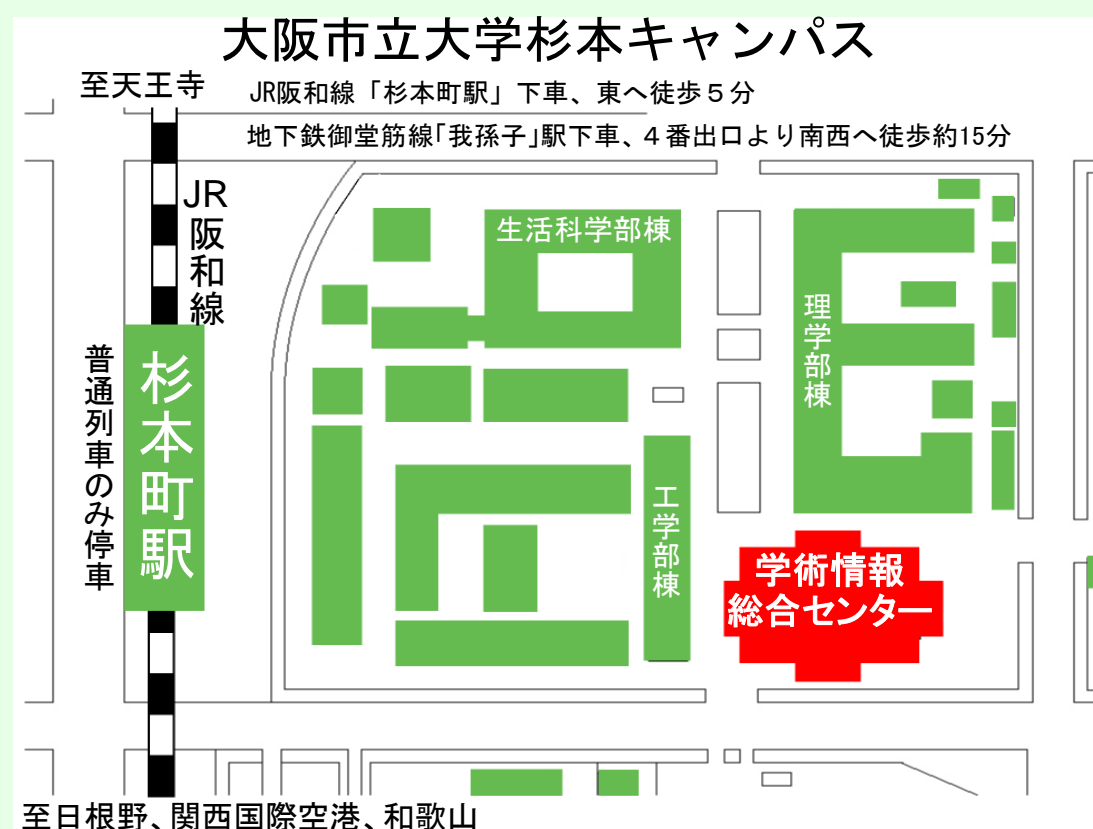 大阪市立大学杉本キャンパス
至天王寺
JR阪和線「杉本町駅」下車、東へ徒歩５分
地下鉄御堂筋線「我孫子」駅下車、４番出口より南西へ徒歩約15分
JR阪和線
生活科学部棟
理学部棟
杉本町駅
普通列車のみ停車
工学部棟
学術情報
総合センター
至日根野、関西国際空港、和歌山